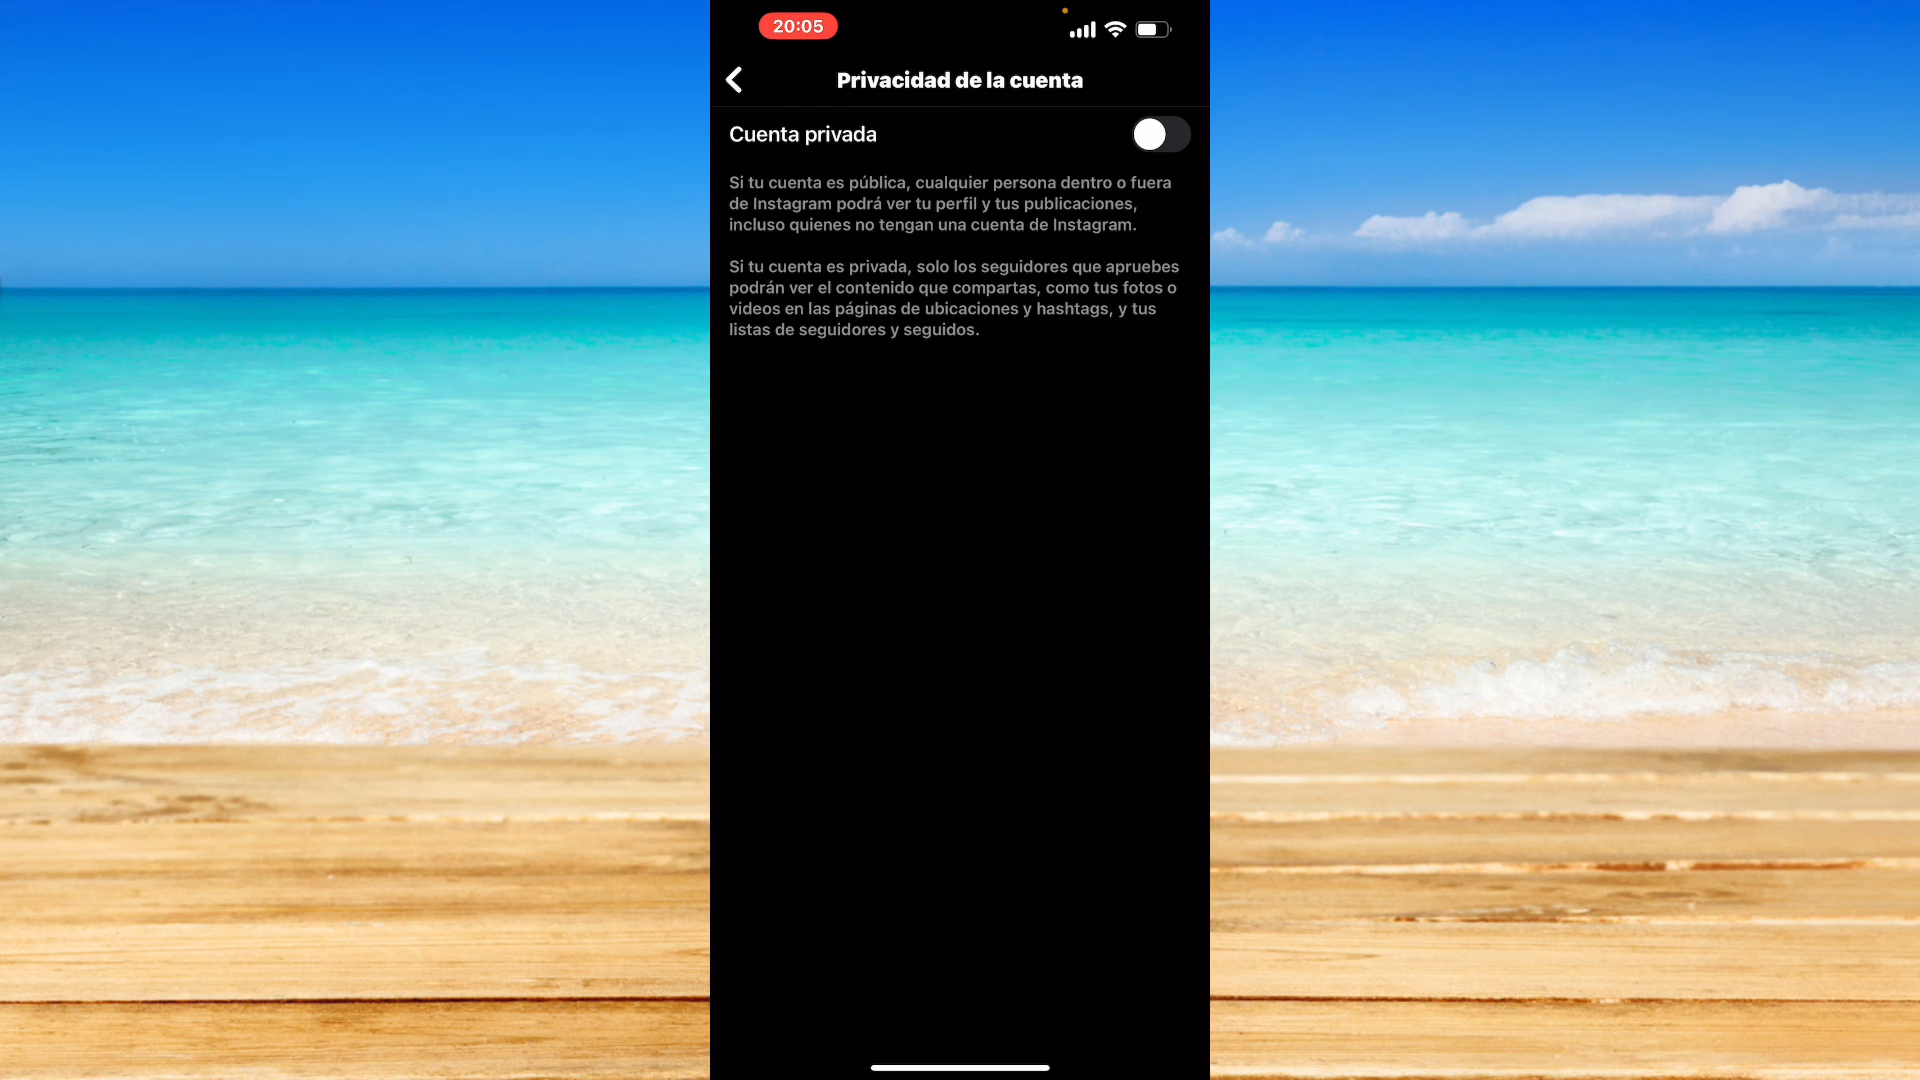 20:05
Privacidad de la cuenta
Cuenta privada
Si tu cuenta es pública, cualquier persona dentro o fuera
de Instagram podrá ver tu perfil y tus publicaciones,
incluso quienes no tengan una cuenta de Instagram.
Si tu cuenta es privada, solo los seguidores que apruebes
podrán ver el contenido que compartas, como tus fotos o
videos en las páginas de ubicaciones y hashtags, y tus
listas de seguidores y seguidos.